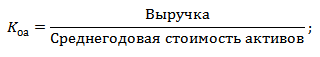 Kоа = Выручка / Среднегодовая стоимость активов ;